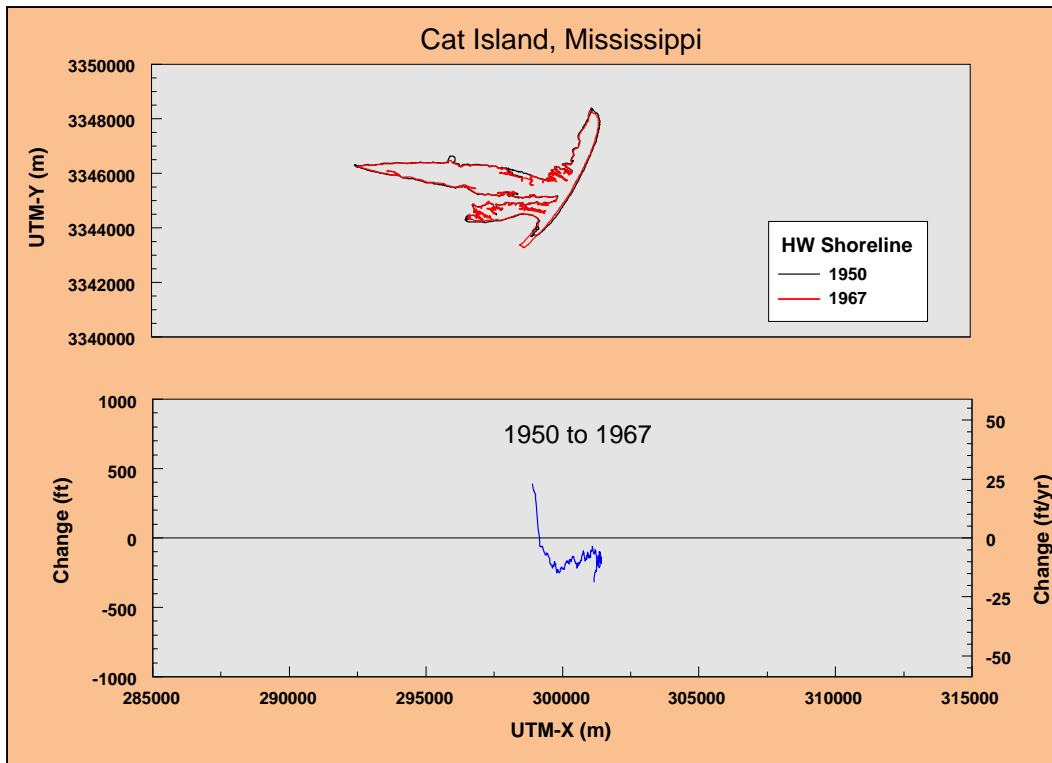 Cat Island, Mississippi
3350000
3348000
3346000
3344000
3342000
3340000
UTM-Y (m)
HW Shoreline
1950
1967
1950 to 1967
1000
500
0
-500
-1000
Change (ft)
50
25
0
-25
-50
Change (ft/yr)
285000 290000 295000 300000 305000 310000 315000
UTM-X (m)